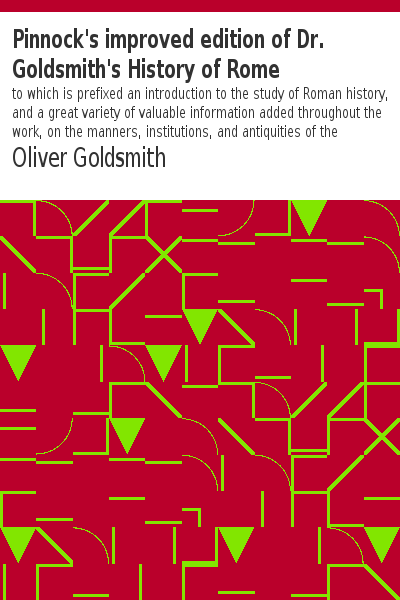 Pinnock's improved edition of Dr.
Goldsmith's History of Rome
to which is prefixed an introduction to the study of Roman history,
and a great variety of valuable information added throughout the
work, on the manners, institutions, and antiquities of the
Oliver Goldsmith